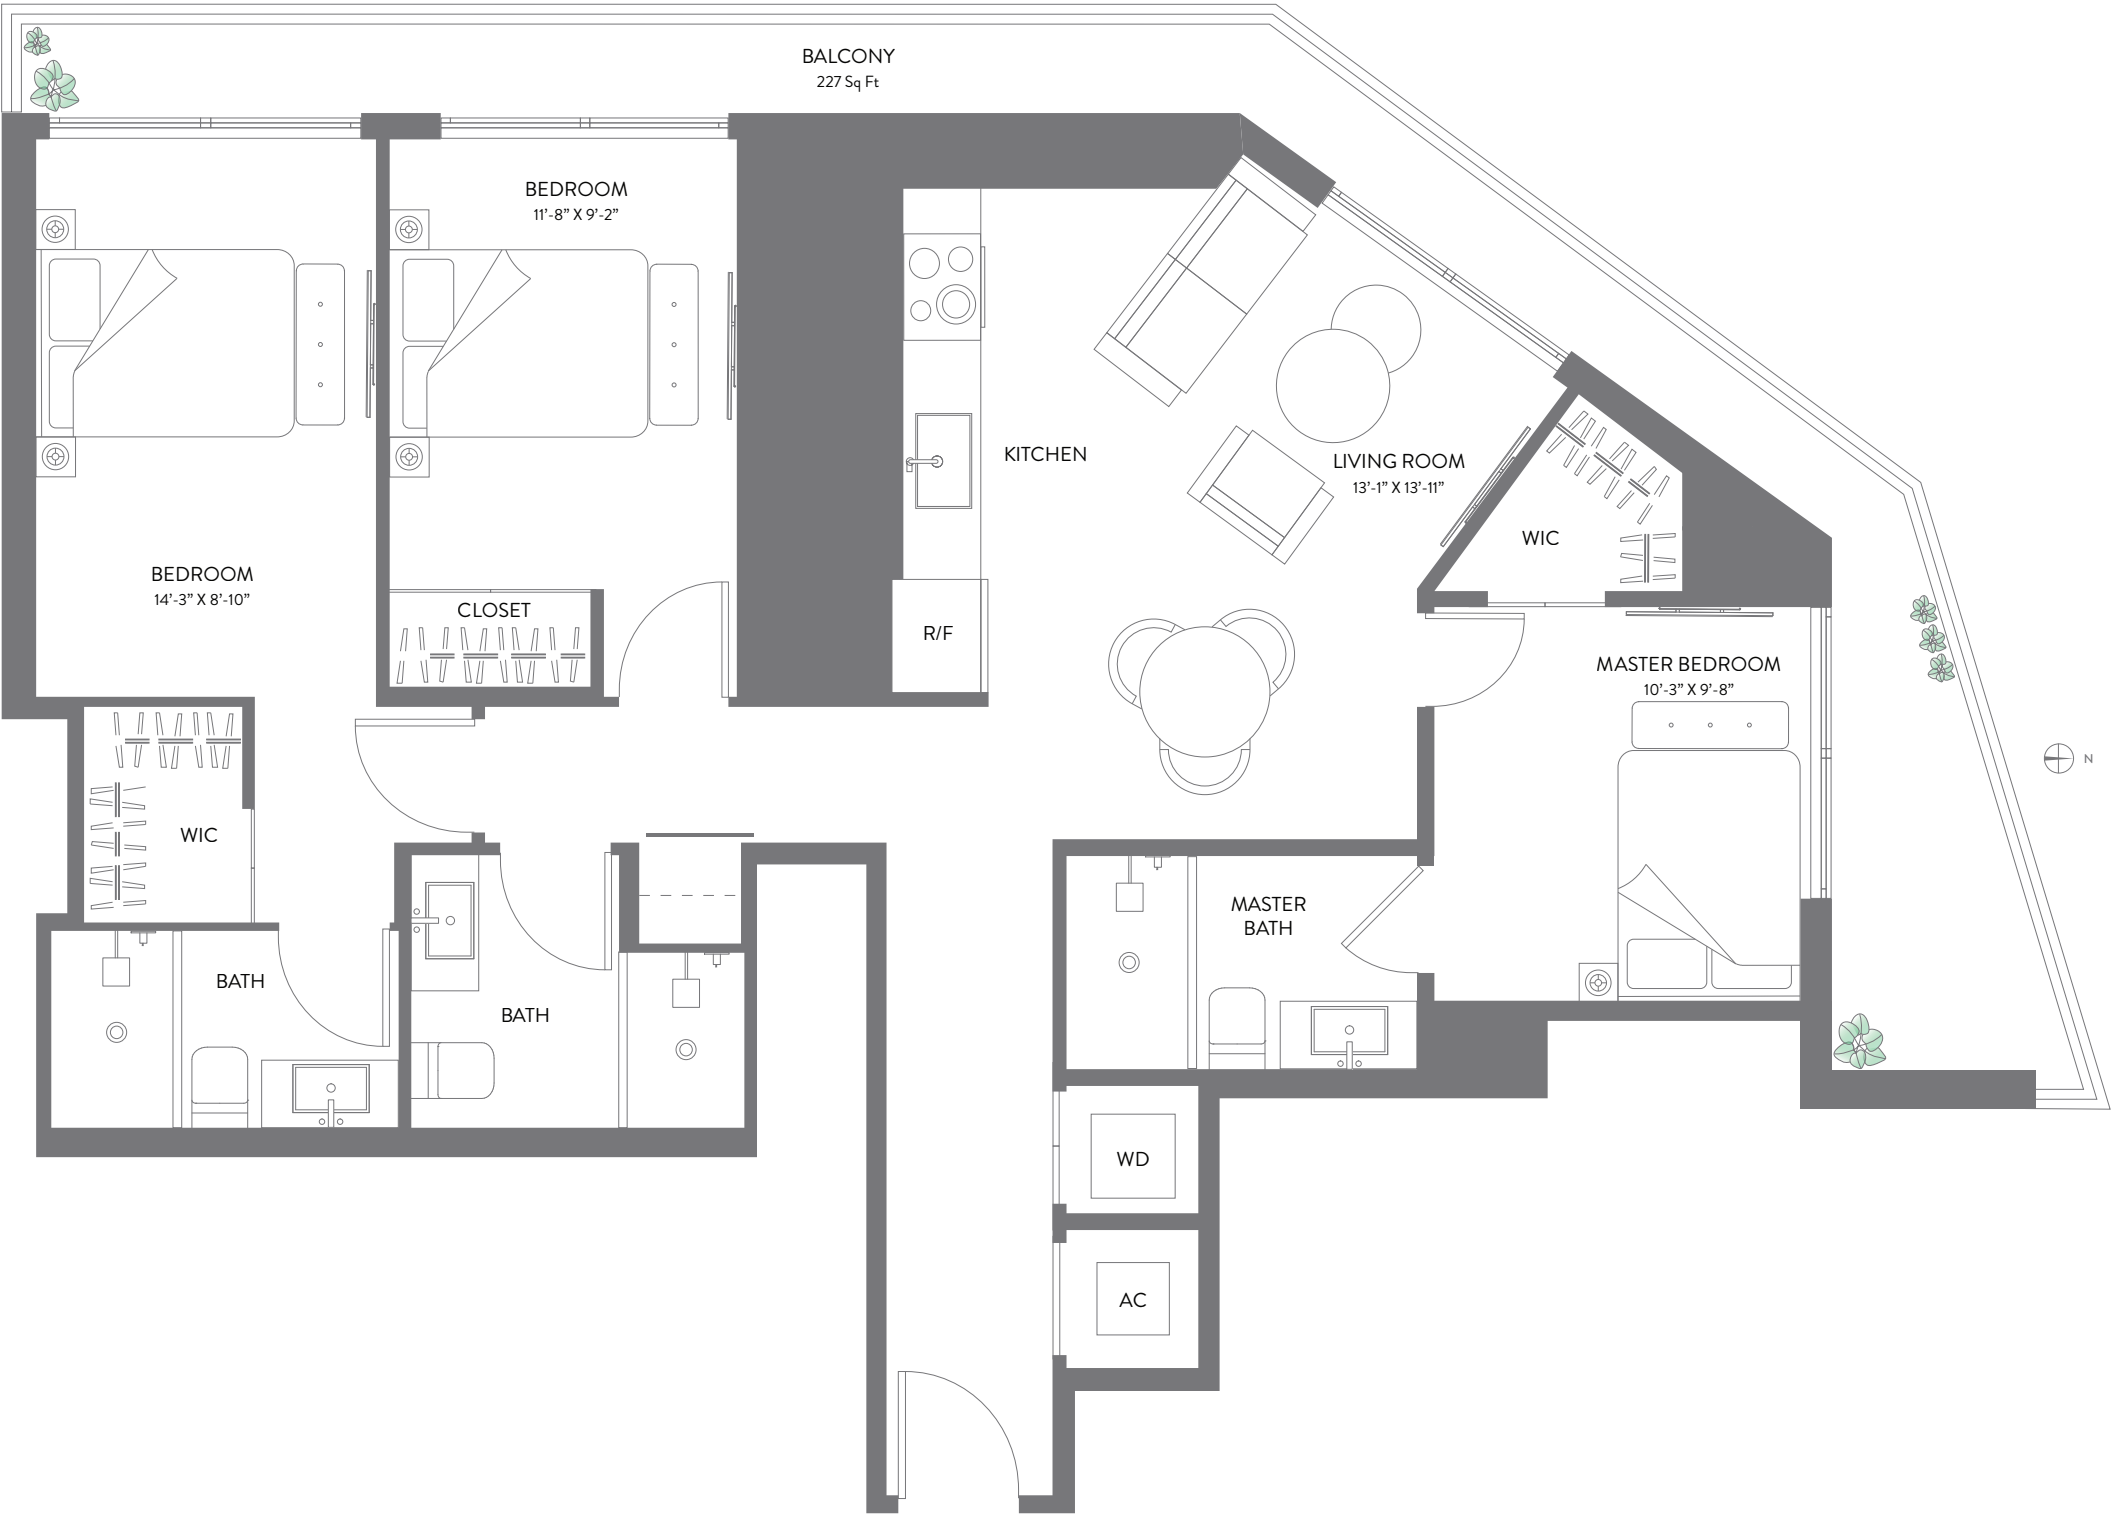 BALCONY
227 Sq Ft
BEDROOM
11'-8” X 9'-2”
KITCHEN
LIVING ROOM
13'-1” X 13'-11”
WIC
BEDROOM
14'-3” X 8'-10”
CLOSET
R/F
MASTER BEDROOM
10'-3” X 9'-8”
N
WIC
MASTER
BATH
BATH
BATH
WD
AC